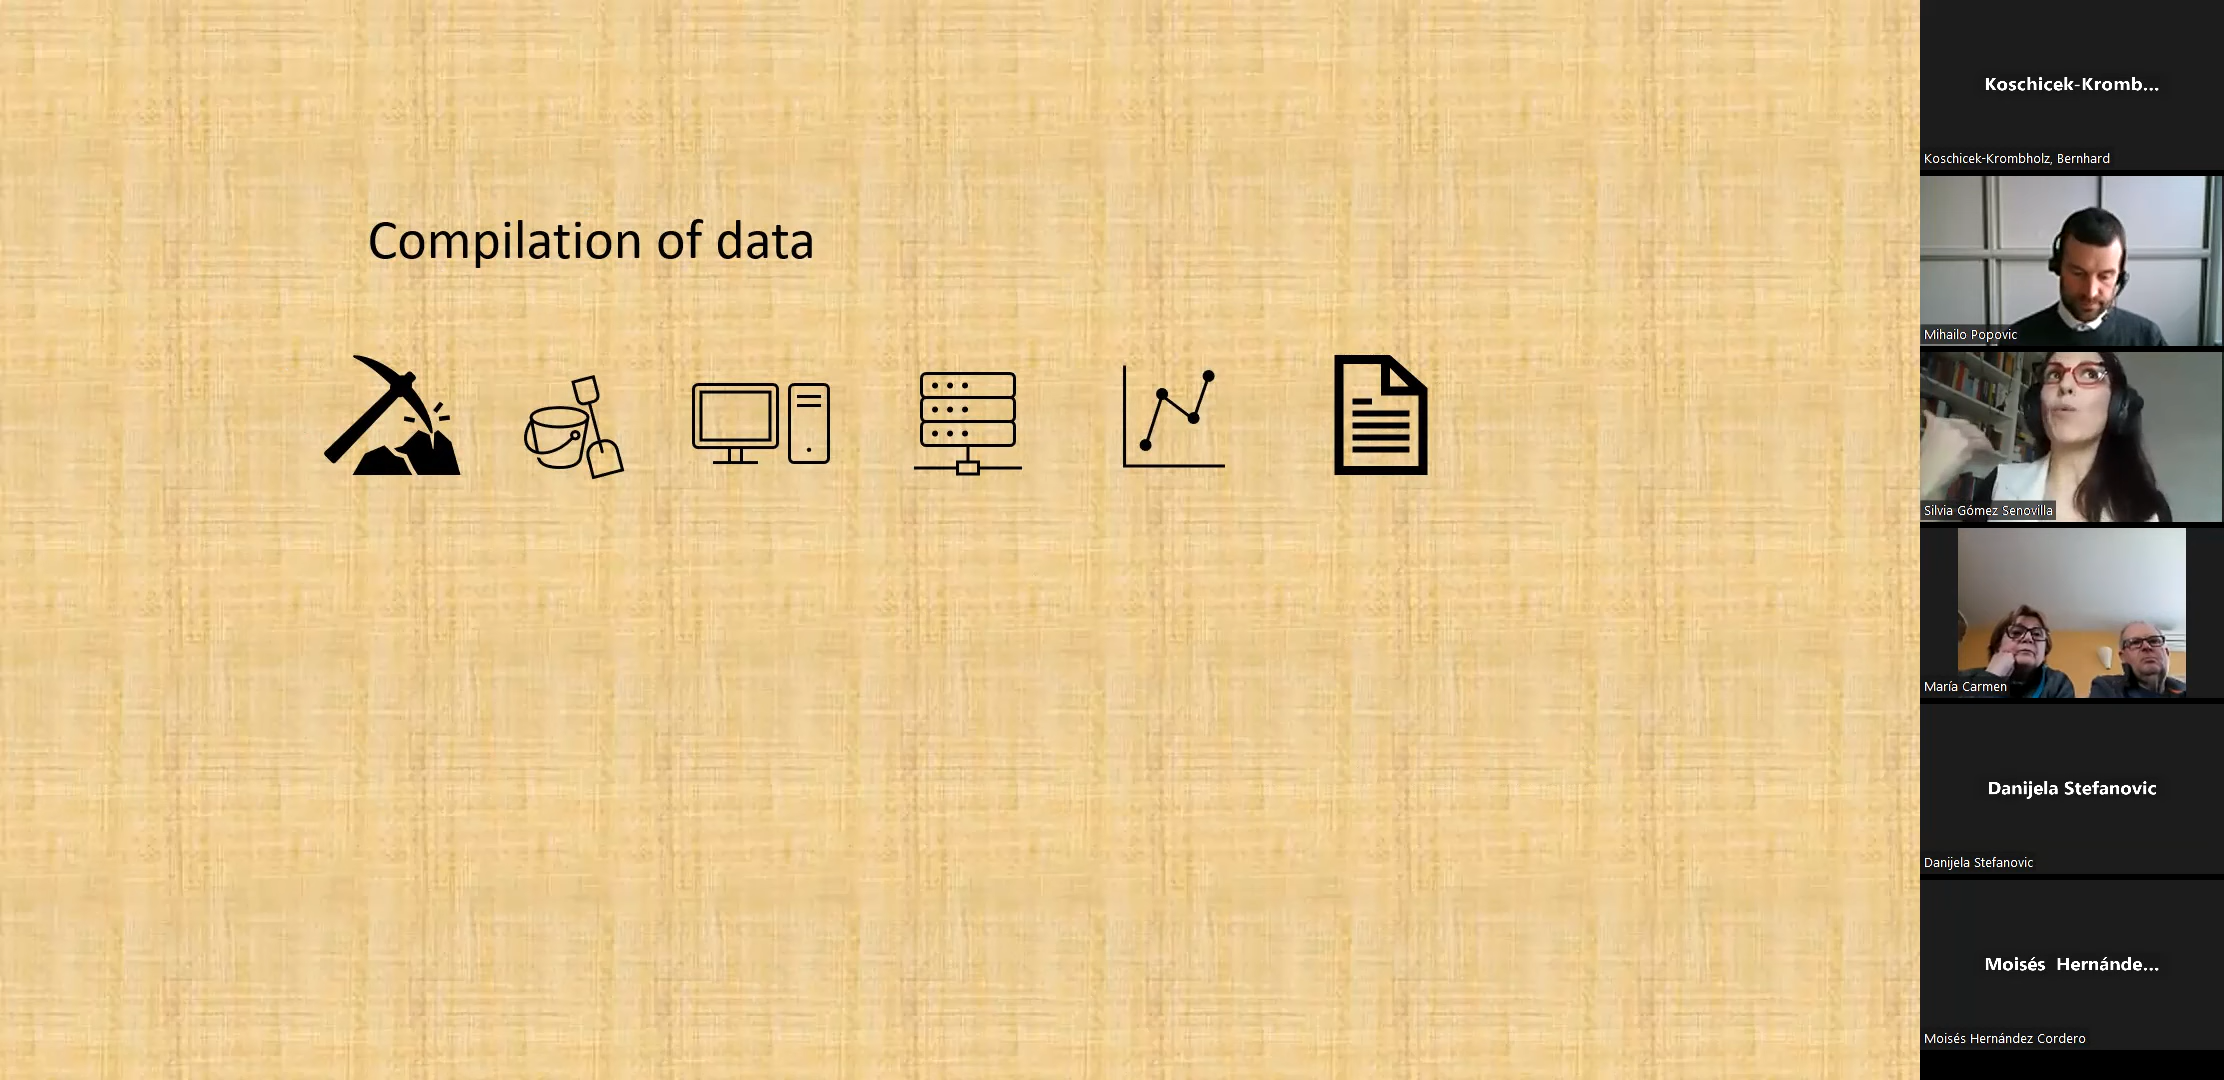 Compilation of data
Koschicek-Kromb...
Koschicek-Krombholz, Bernhard
Mihailo Popovic
Silvia Gómez Senovilla
María Carmen
Danijela Stefanovic
Danijela Stefanovic
Moisés Hernánde...
Moisés Hernández Cordero